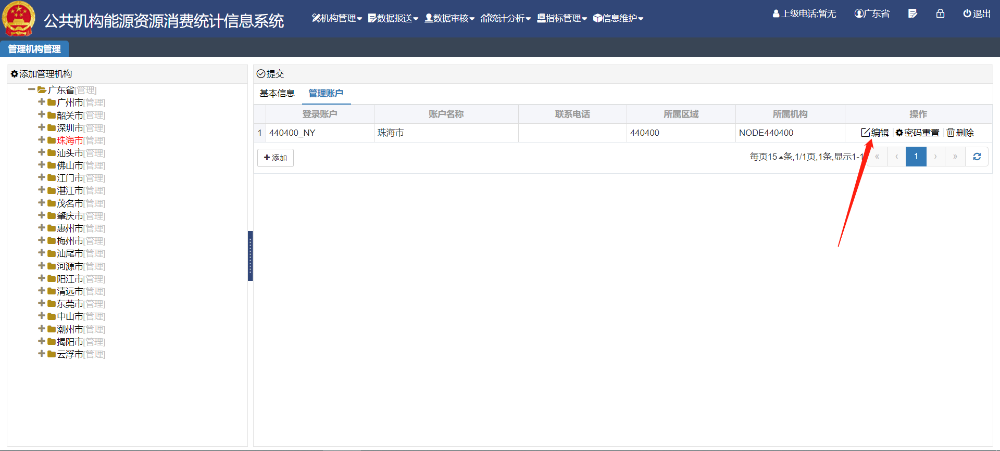 公共机构能源资源消费统计信息系统
机构管理 数据报送 数据审核 统计分析 指标管理 信息维护
上级电话:暂无 广东省 退出
管理机构管理
添加管理机构
广东省[管理]
广州市[管理]
韶关市[管理]
深圳市[管理]
珠海市[管理]
汕头市[管理]
佛山市[管理]
江门市[管理]
湛江市[管理]
茂名市[管理]
肇庆市[管理]
惠州市[管理]
梅州市[管理]
汕尾市[管理]
河源市[管理]
阳江市[管理]
清远市[管理]
东莞市[管理]
中山市[管理]
潮州市[管理]
揭阳市[管理]
云浮市[管理]
提交
基本信息 管理账户
登录账户 账户名称 联系电话 所属区域 所属机构 操作
1 440400_NY 珠海市 440400 NODE440400 编辑 密码重置 删除
添加
每页15条,1/1页,1条,显示1-1 « ‹ 1 › »